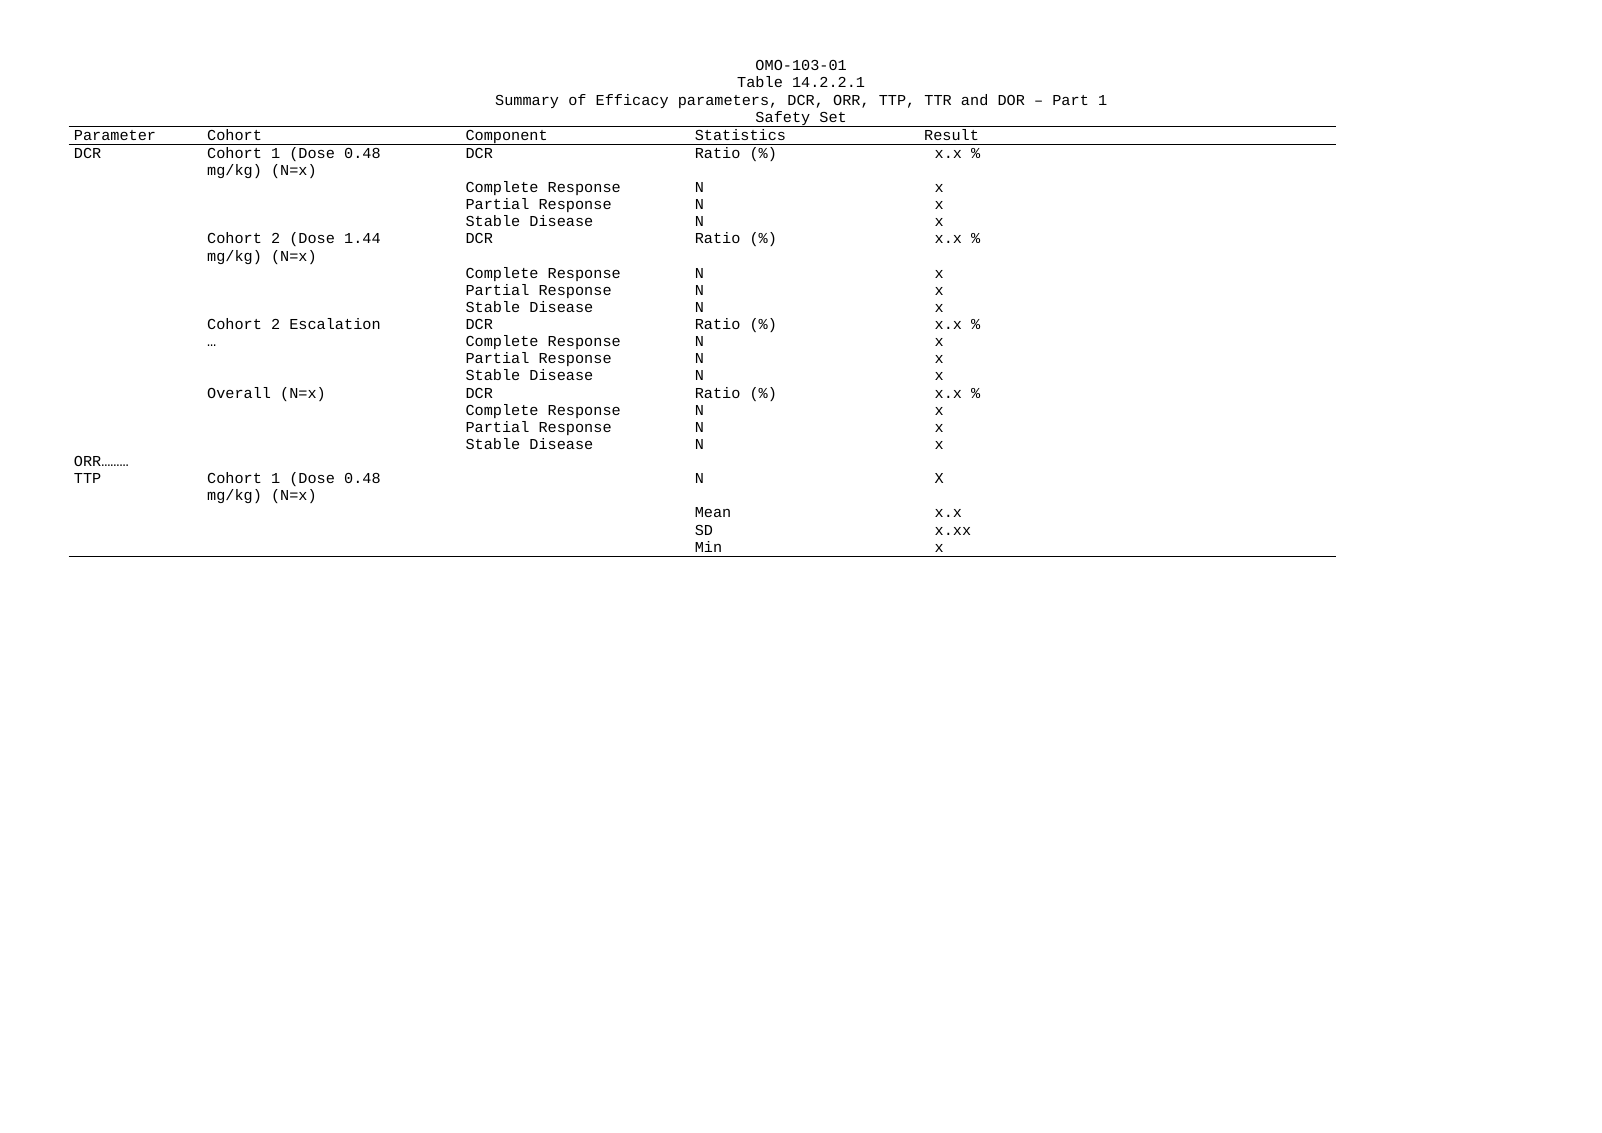 OMO-103-01
Table 14.2.2.1
Summary of Efficacy parameters, DCR, ORR, TTP, TTR and DOR – Part 1
Safety Set
Parameter Cohort Component Statistics Result
DCR Cohort 1 (Dose 0.48 DCR Ratio (%) x.x %
mg/kg) (N=x)
Complete Response N x
Partial Response N x
Stable Disease N x
Cohort 2 (Dose 1.44 DCR Ratio (%) x.x %
mg/kg) (N=x)
Complete Response N x
Partial Response N x
Stable Disease N x
Cohort 2 Escalation DCR Ratio (%) x.x %
… Complete Response N x
Partial Response N x
Stable Disease N x
Overall (N=x) DCR Ratio (%) x.x %
Complete Response N x
Partial Response N x
Stable Disease N x
ORR………
TTP Cohort 1 (Dose 0.48 N X
mg/kg) (N=x)
Mean x.x
SD x.xx
Min x